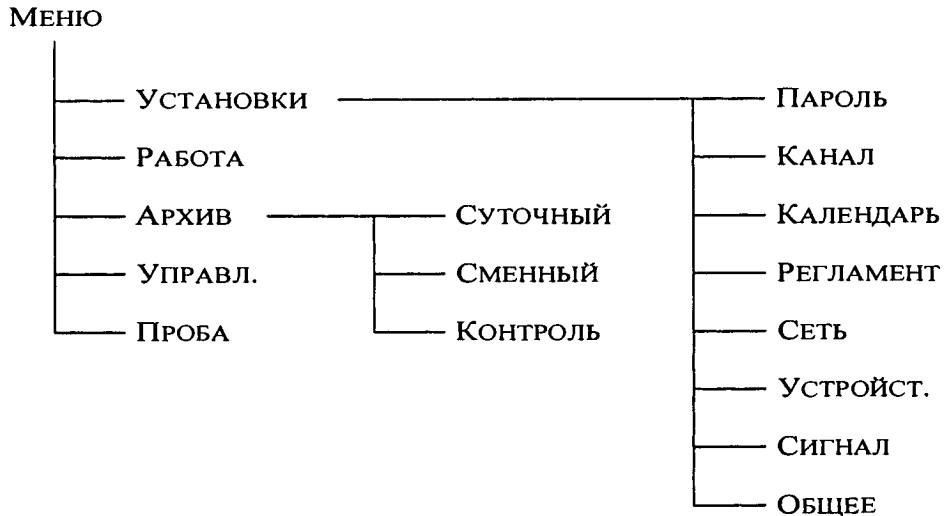 МЕНЮ
УСТАНОВКИ ПАРОЛЬ
РАБОТА КАНАЛ
АРХИВ СУТОЧНЫЙ КАЛЕНДАРЬ
УПРАВЛ. СМЕННЫЙ РЕГЛАМЕНТ
ПРОБА КОНТРОЛЬ СЕТЬ
УСТРОЙСТ.
СИГНАЛ
ОБЩЕЕ